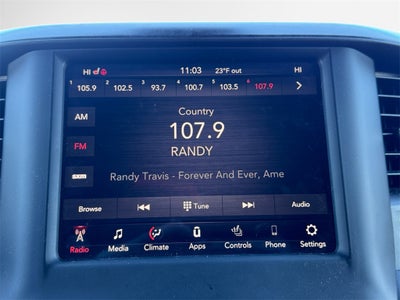 HI 11:03 23°F out HI
1 105.9 2 102.5 3 93.7 4 100.7 5 103.5 6 107.9
AM
Country
107.9
FM
RANDY
SXM
Randy Travis - Forever And Ever, Ame
Browse Tune Audio
Radio Media Climate Apps Controls Phone Settings